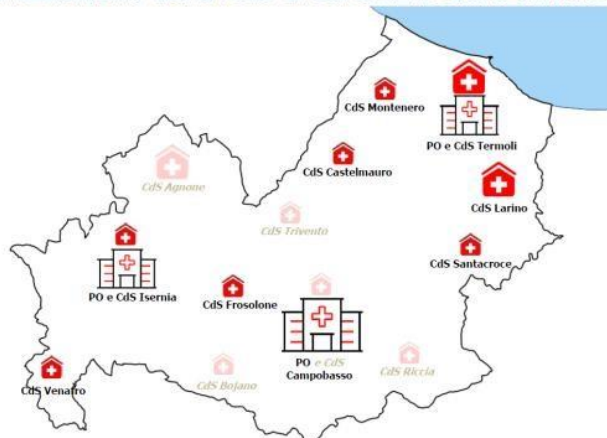 CdS Montenero
PO e CdS Termoli
CdS Castelmauro
CdS Agnone
CdS Larino
CdS Trivento
CdS Santacroce
PO e CdS Isernia
CdS Frosolone
PO e CdS
Campobasso
CdS Riccia
CdS Bojano
CdS Venafro